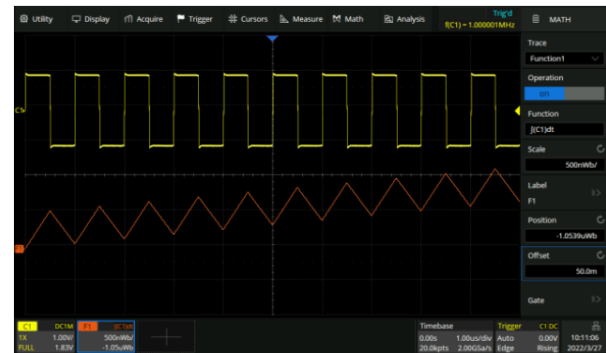 Utility Display Acquire Trigger Cursors Measure Math Analysis
Trig'd
f(C1) = 1.000001MHz
MATH
Trace
Function1
Operation
on
Function
∫(C1)dt
Scale
500nWb/
Label
F1
Position
-1.0539uWb
Offset
50.0m
Gate
C1
C1 DC1M
1X 1.00V/
FULL 1.83V
F1 ∫(C1)dt
500nWb/
-1.05uWb
Timebase
0.00s 1.00us/div
20.0kpts 2.00GSa/s
Trigger C1 DC
Auto 0.00V
Edge Rising
10:11:06
2022/3/27